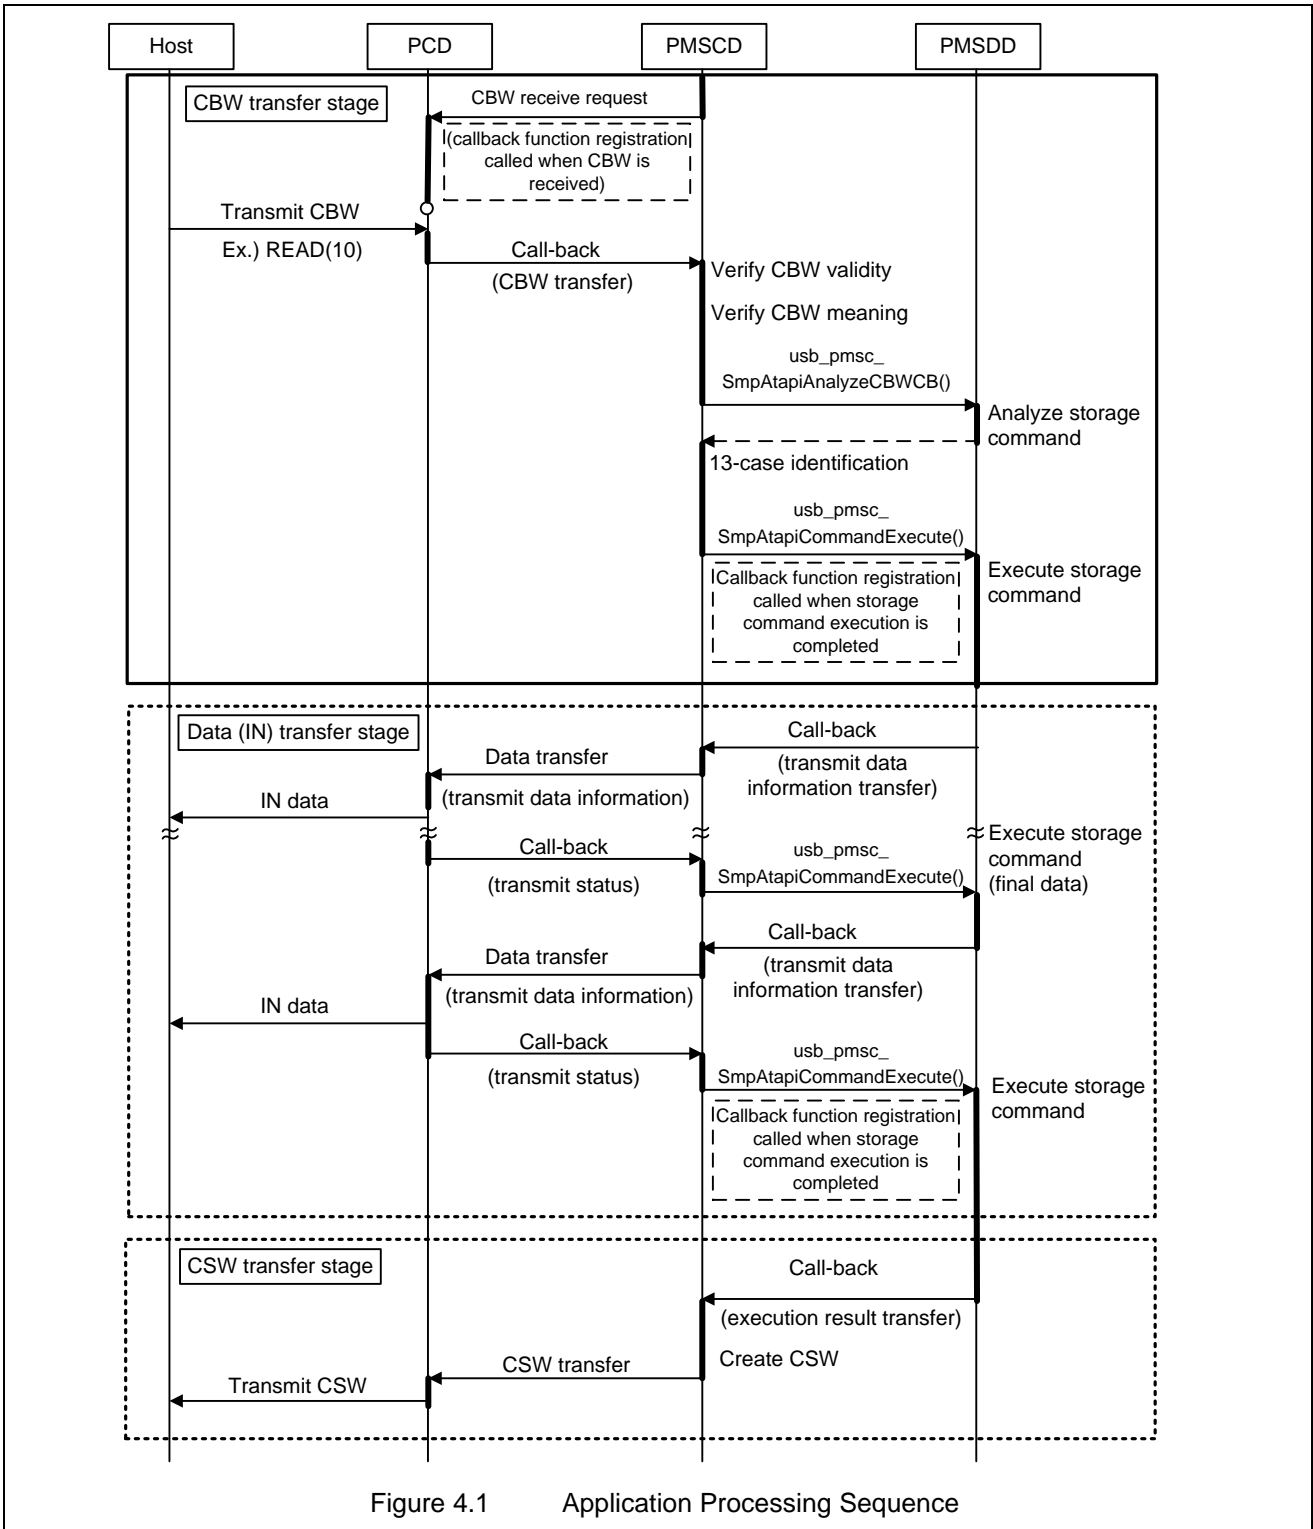 Host
PCD
PMSCD
PMSDD
CBW transfer stage
CBW receive request
(callback function registration
called when CBW is
received)
Transmit CBW
Ex.) READ(10)
Call-back
(CBW transfer)
Verify CBW validity
Verify CBW meaning
usb_pmsc_
SmpAtapiAnalyzeCBWCB()
Analyze storage
command
13-case identification
usb_pmsc_
SmpAtapiCommandExecute()
Execute storage
command
Callback function registration
called when storage
command execution is
completed
Data (IN) transfer stage
Call-back
(transmit data
information transfer)
Data transfer
(transmit data information)
IN data
Execute storage
command
(final data)
Call-back
(transmit status)
usb_pmsc_
SmpAtapiCommandExecute()
Call-back
(transmit data
information transfer)
Data transfer
(transmit data information)
IN data
Call-back
(transmit status)
usb_pmsc_
SmpAtapiCommandExecute()
Execute storage
command
Callback function registration
called when storage
command execution is
completed
CSW transfer stage
Call-back
(execution result transfer)
Create CSW
CSW transfer
Transmit CSW
Figure 4.1 Application Processing Sequence